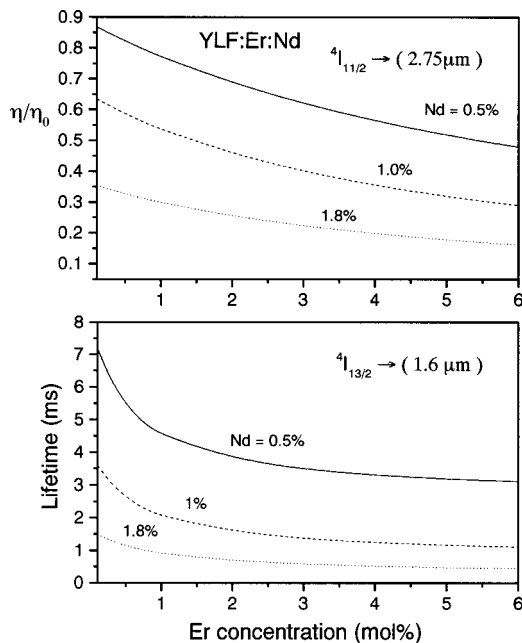 YLF:Er:Nd
⁴I₁₁/₂ → ( 2.75μm )
η/η₀
Nd = 0.5%
1.0%
1.8%
0.9
0.8
0.7
0.6
0.5
0.4
0.3
0.2
0.1
1 2 3 4 5 6
⁴I₁₃/₂ → ( 1.6 μm )
Lifetime (ms)
Nd = 0.5%
1%
1.8%
8
7
6
5
4
3
2
1
0
1 2 3 4 5 6
Er concentration (mol%)